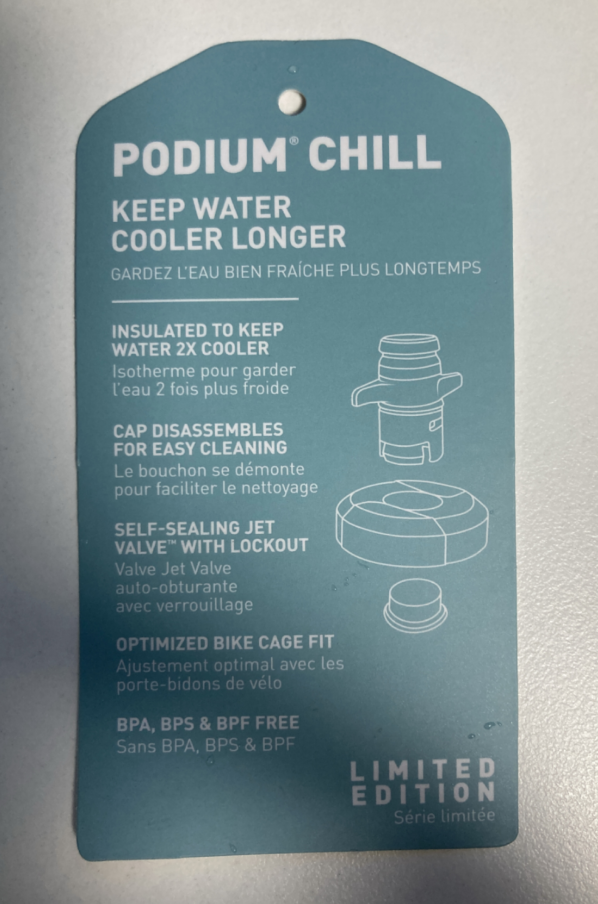 PODIUM® CHILL
KEEP WATER
COOLER LONGER
GARDEZ L'EAU BIEN FRAÍCHE PLUS LONGTEMPS
INSULATED TO KEEP
WATER 2X COOLER
Isotherme pour garder
l'eau 2 fois plus froide
CAP DISASSEMBLES
FOR EASY CLEANING
Le bouchon se démonte
pour faciliter le nettoyage
SELF-SEALING JET
VALVE™ WITH LOCKOUT
Valve Jet Valve
auto-obturante
avec verrouillage
OPTIMIZED BIKE CAGE FIT
Ajustement optimal avec les
porte-bidons de vélo
BPA, BPS & BPF FREE
Sans BPA, BPS & BPF
LIMITED
EDITION
Série limitée